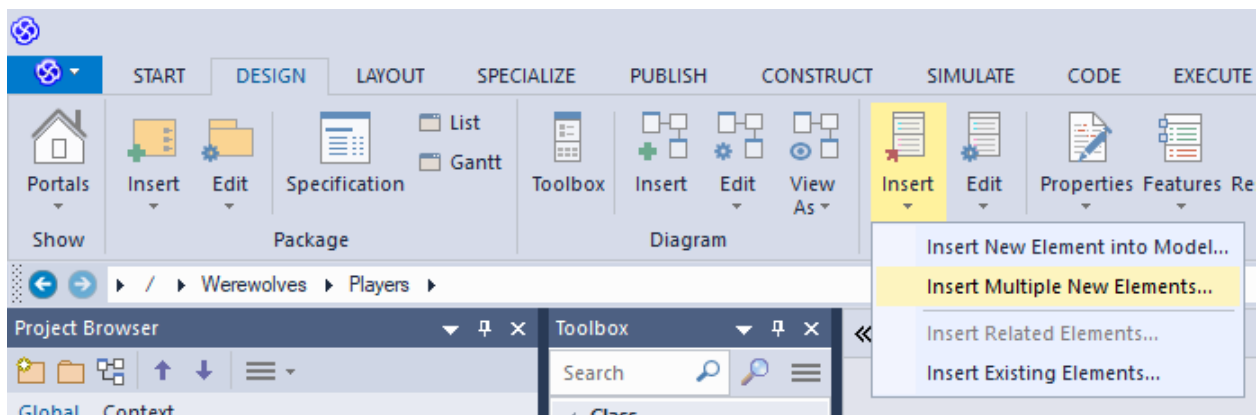 START DESIGN LAYOUT SPECIALIZE PUBLISH CONSTRUCT SIMULATE CODE EXECUTE
List
Gantt
Portals Insert Edit Specification Toolbox Insert Edit View As Insert Edit Properties Features Re
Show Package Diagram
Insert New Element into Model...
/ Werewolves Players
Insert Multiple New Elements...
Project Browser Toolbox
Insert Related Elements...
Search
Insert Existing Elements...
Global Context
Class